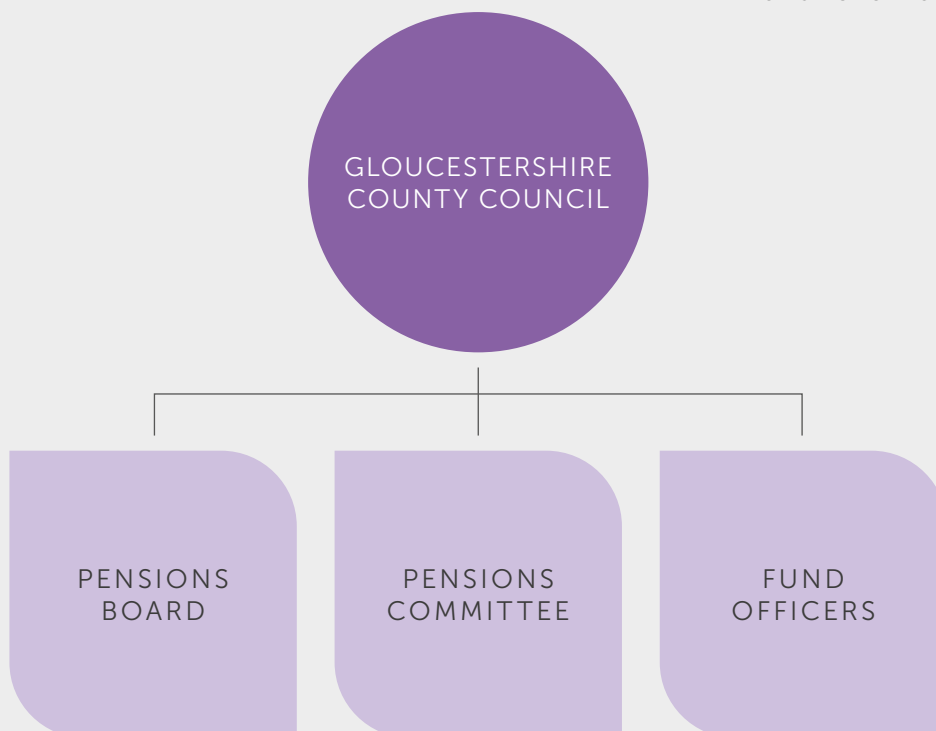 GLOUCESTERSHIRE
COUNTY COUNCIL
PENSIONS
BOARD
PENSIONS
COMMITTEE
FUND
OFFICERS